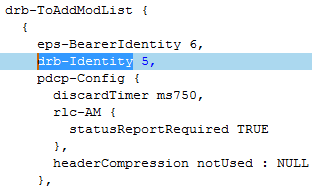 drb-ToAddModList {
  {
    eps-BearerIdentity 6,
    drb-Identity 5,
    pdcp-Config {
      discardTimer ms750,
      rlc-AM {
        statusReportRequired TRUE
      },
      headerCompression notUsed : NULL
    },